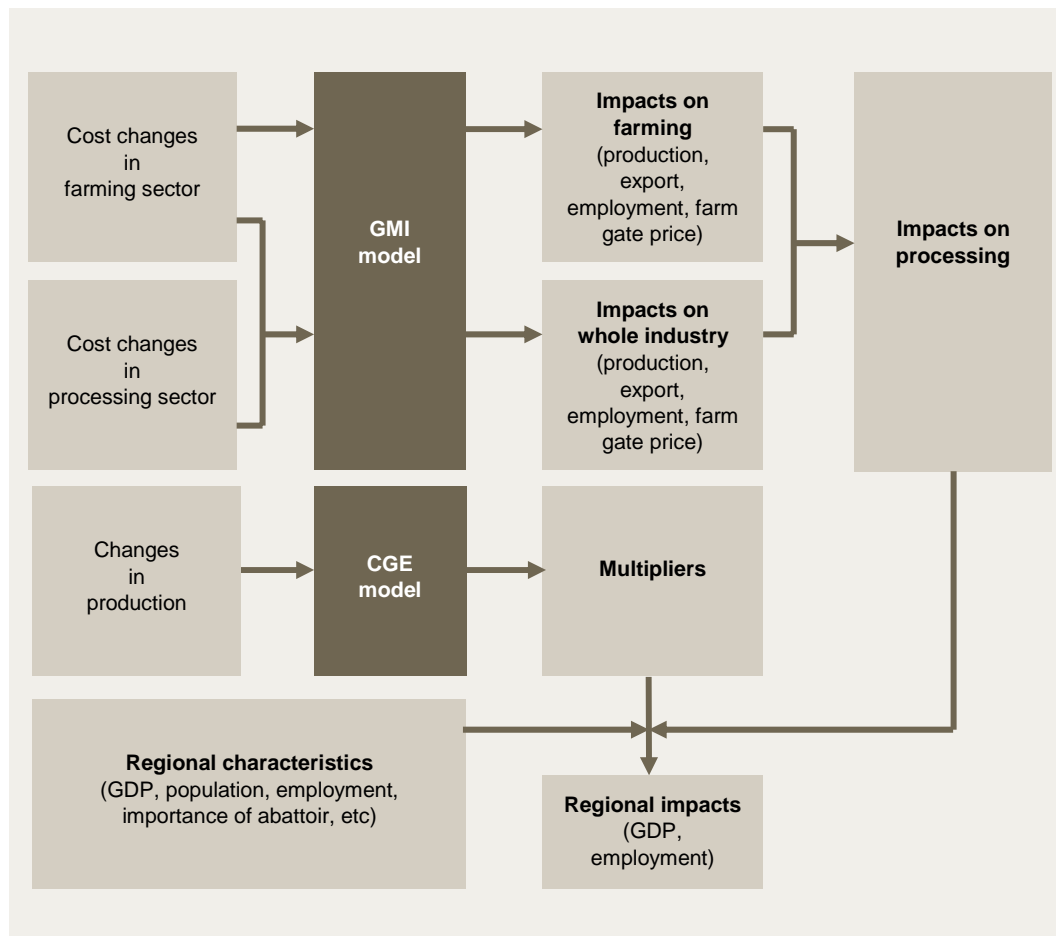 Cost changes
in
farming sector
GMI
model
Impacts on
farming
(production,
export,
employment, farm
gate price)
Impacts on
processing
Cost changes
in
processing sector
Impacts on
whole industry
(production,
export,
employment, farm
gate price)
Changes
in
production
CGE
model
Multipliers
Regional characteristics
(GDP, population, employment,
importance of abattoir, etc)
Regional impacts
(GDP,
employment)